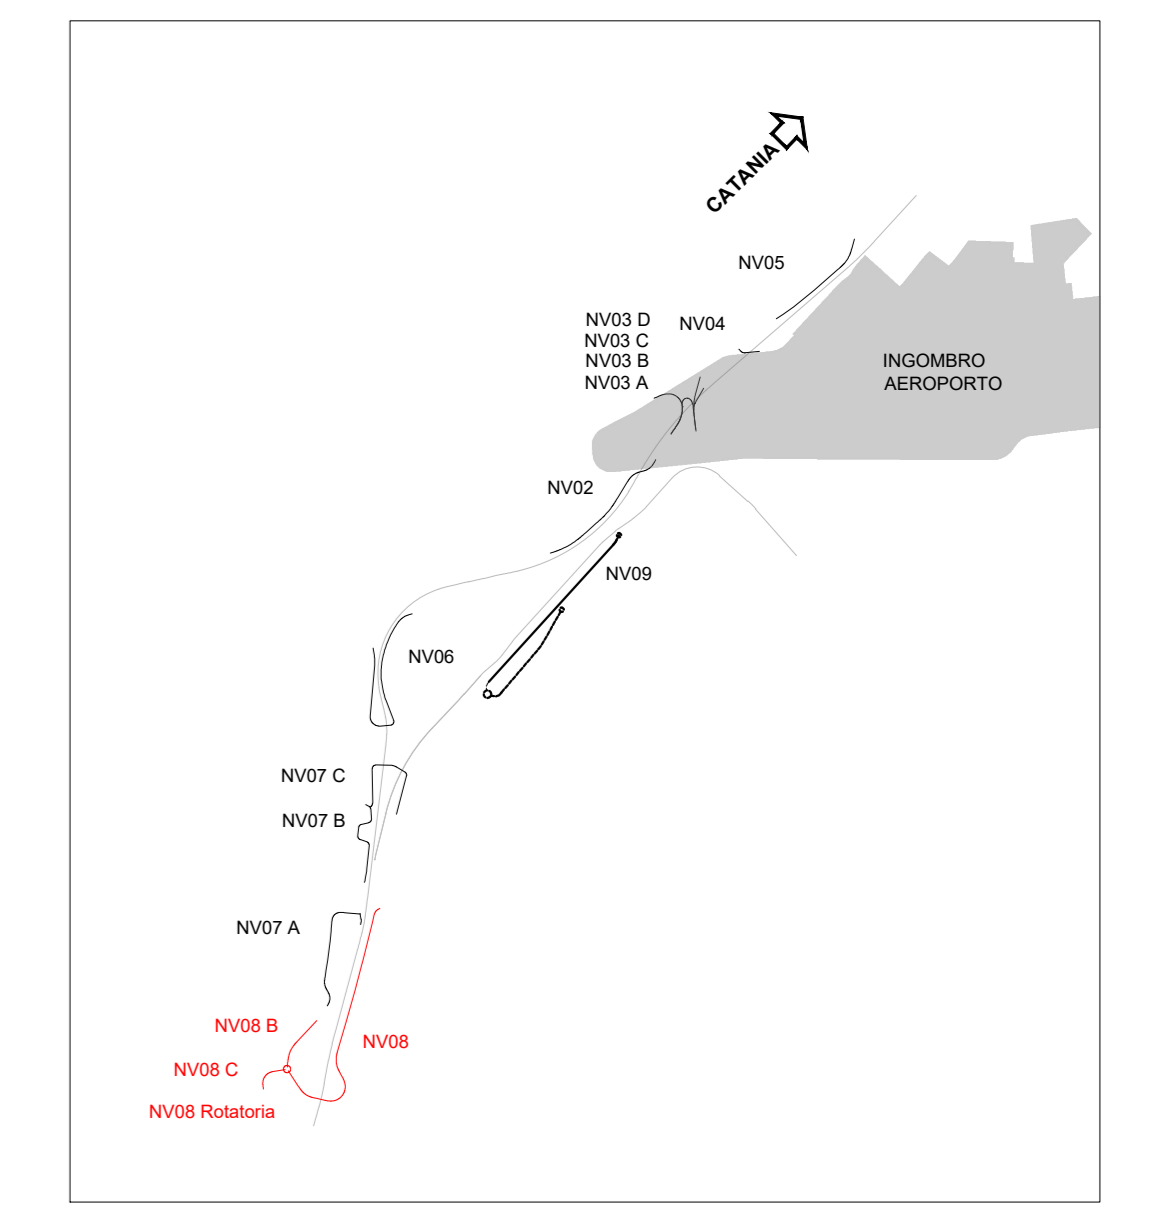 CATANIA
NV05
NV03 D
NV04
NV03 C
NV03 B
NV03 A
INGOMBRO
AEROPORTO
NV02
NV09
NV06
NV07 C
NV07 B
NV07 A
NV08 B
NV08
NV08 C
NV08 Rotatoria